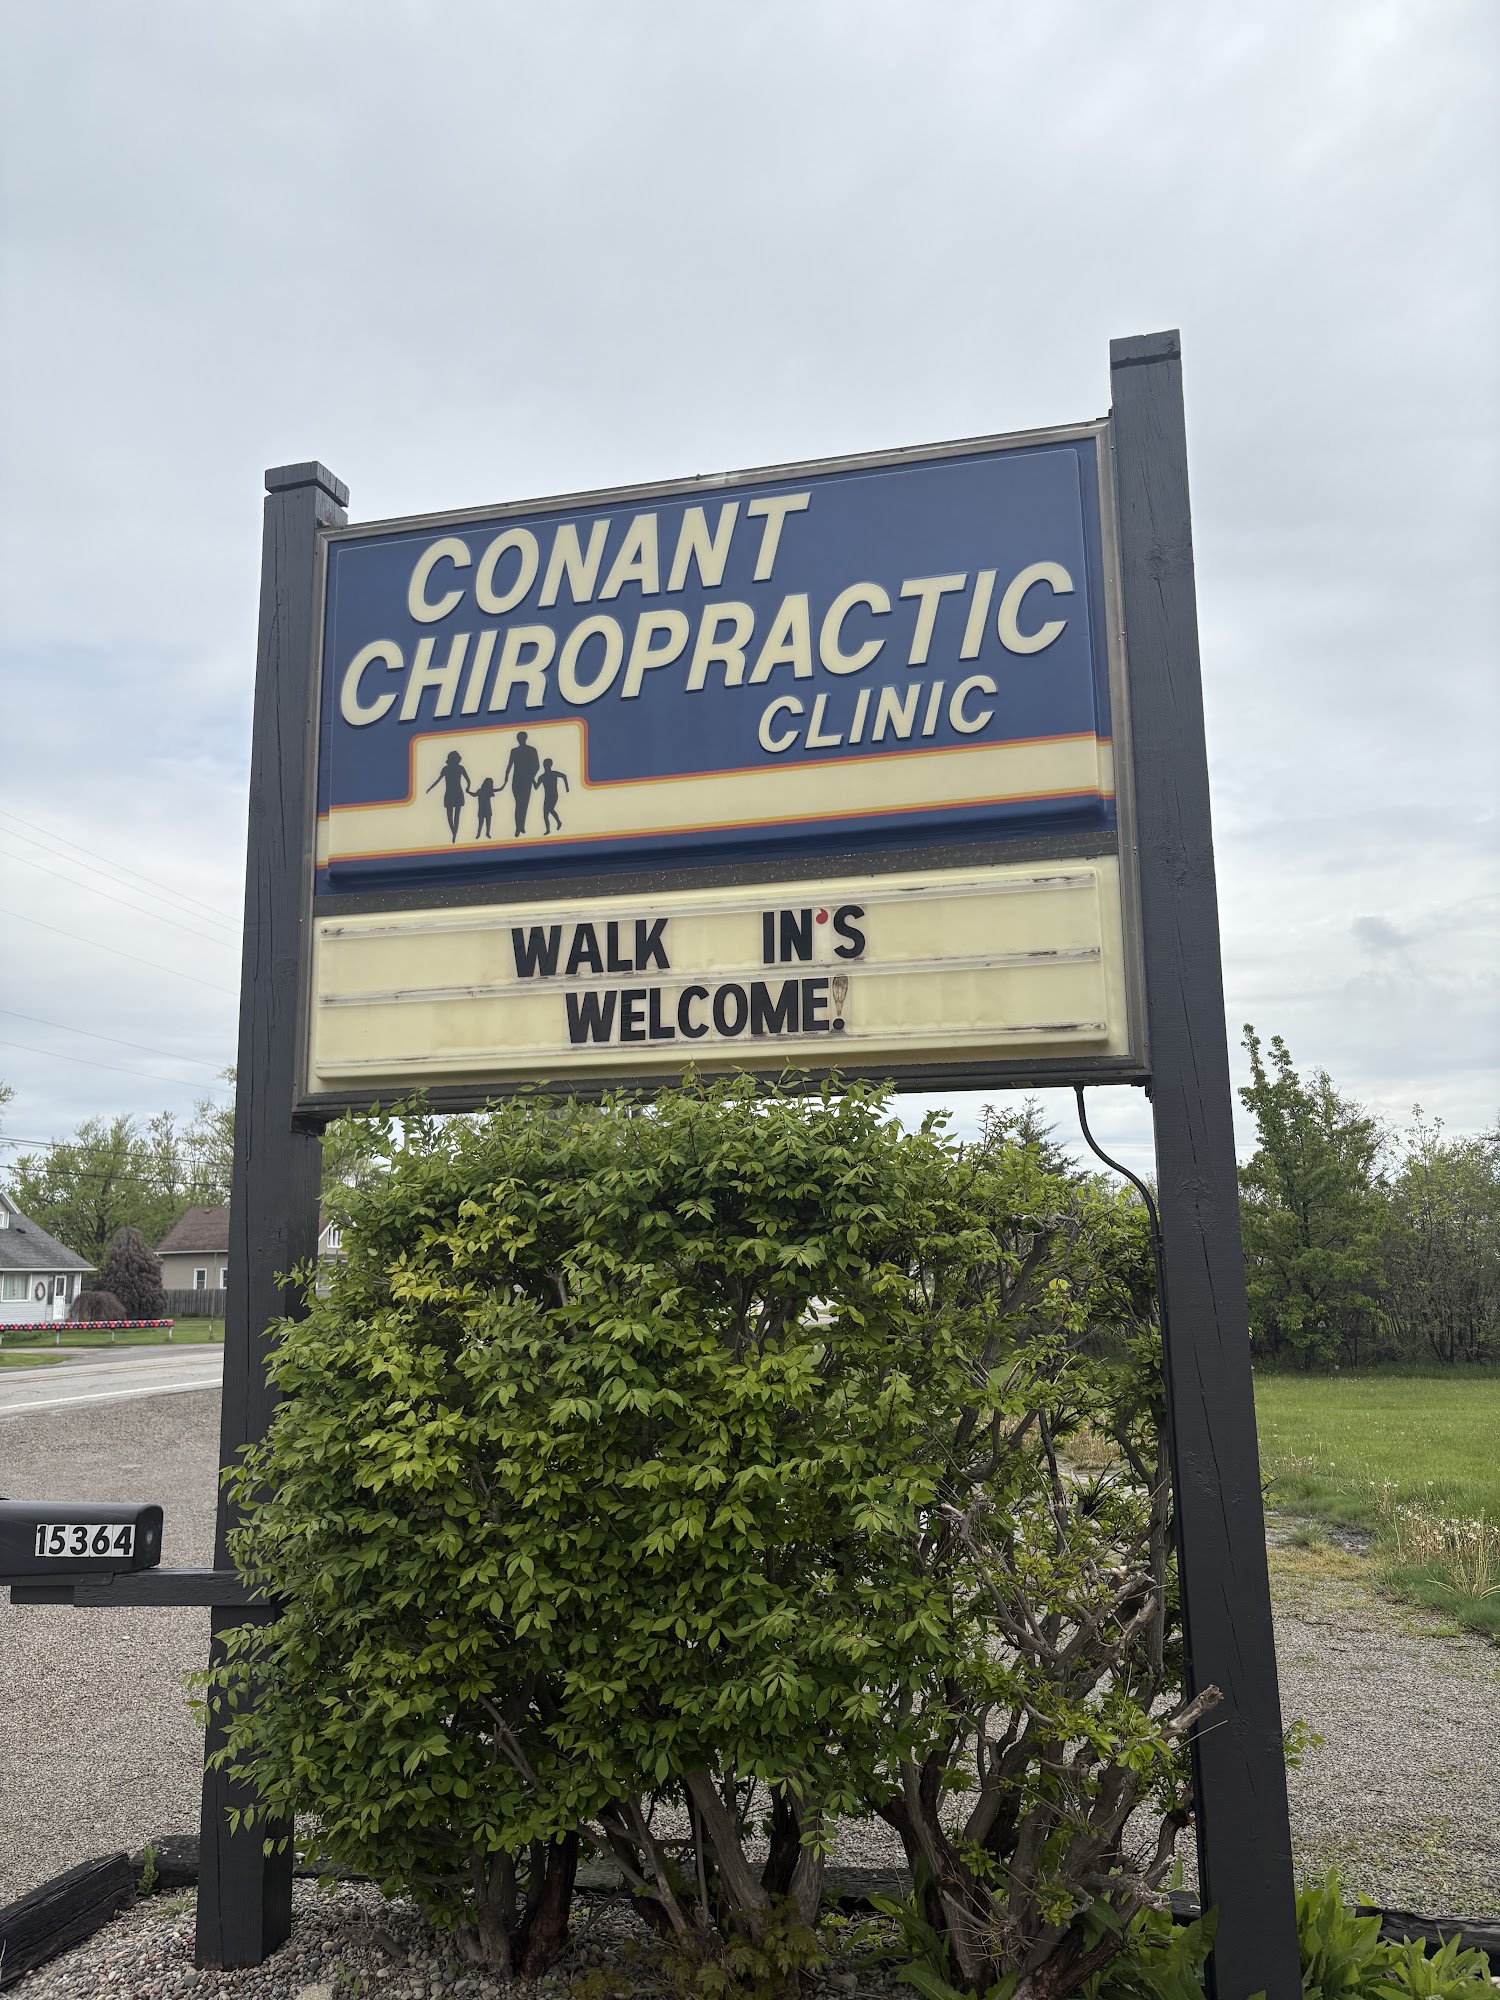 CONANT
CHIROPRACTIC
CLINIC
WALK IN'S
WELCOME!
15364